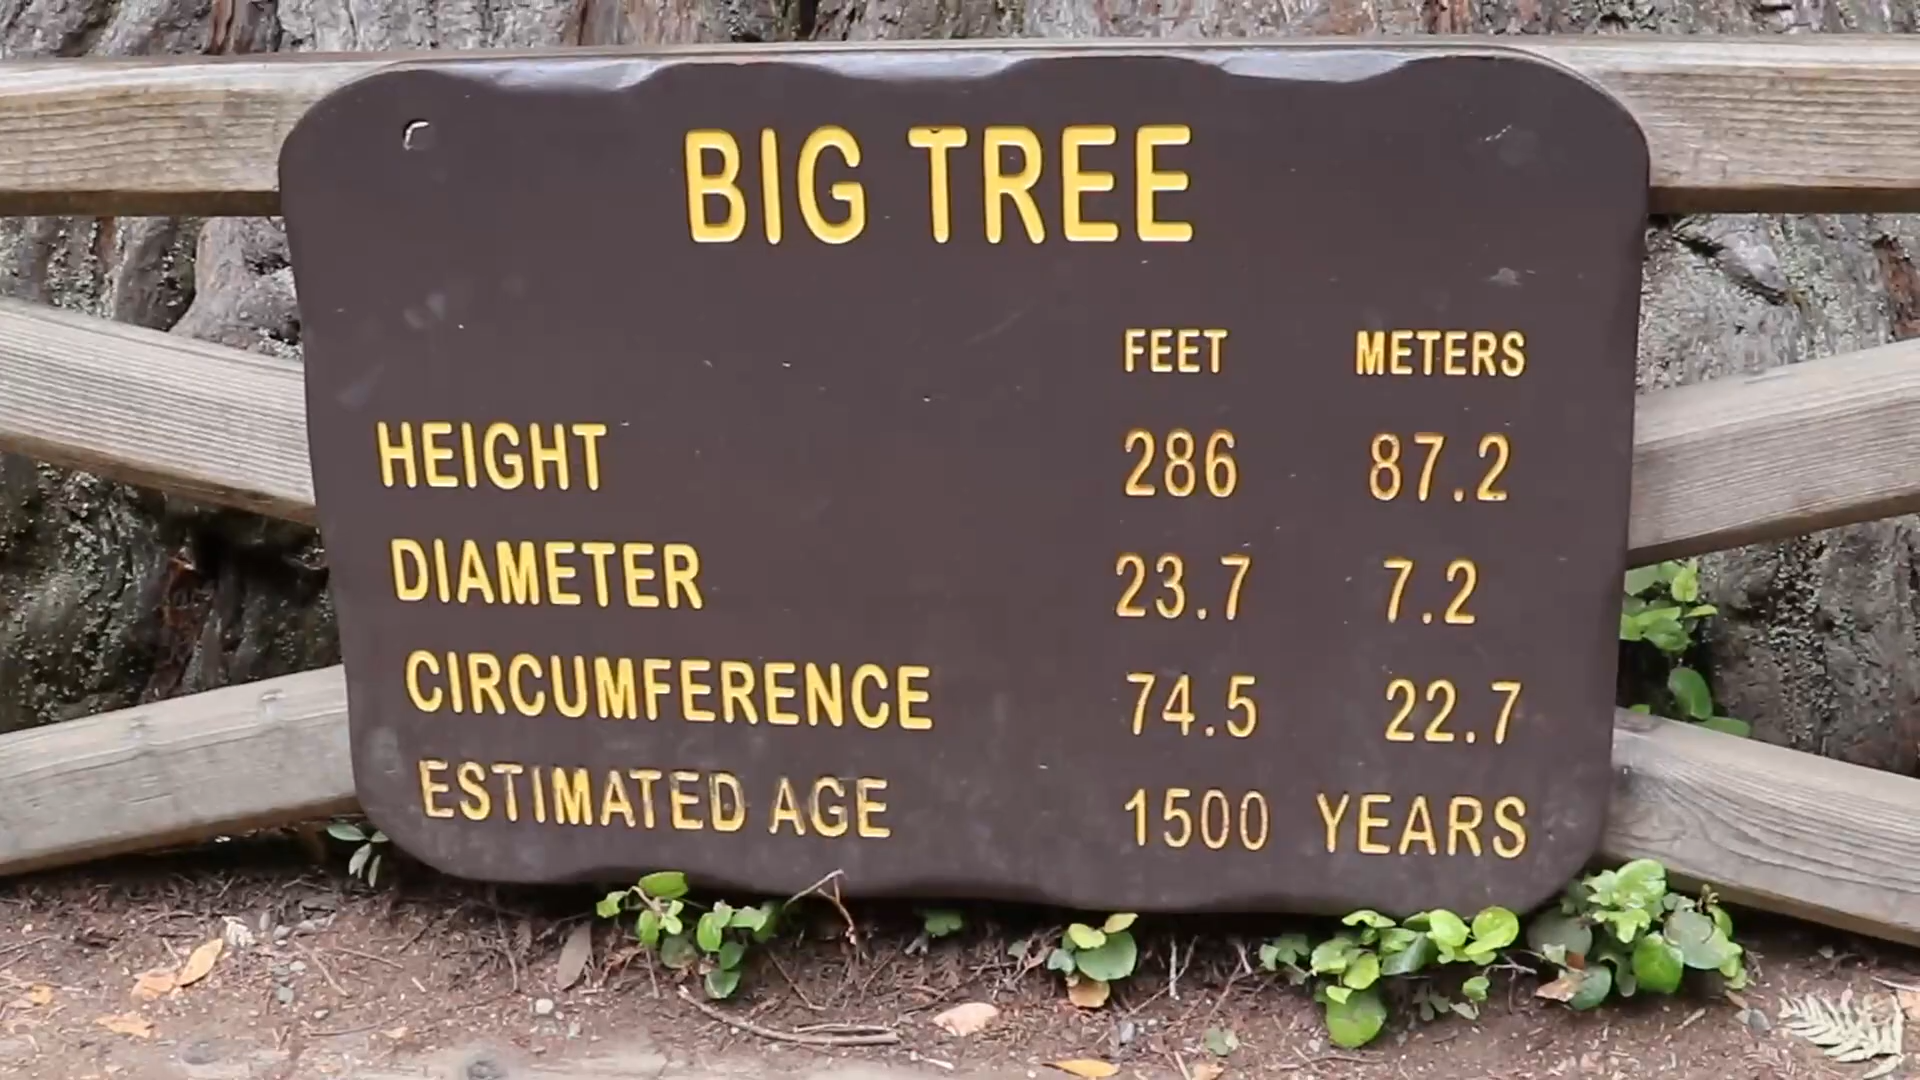 BIG TREE
FEET METERS
HEIGHT 286 87.2
DIAMETER 23.7 7.2
CIRCUMFERENCE 74.5 22.7
ESTIMATED AGE 1500 YEARS